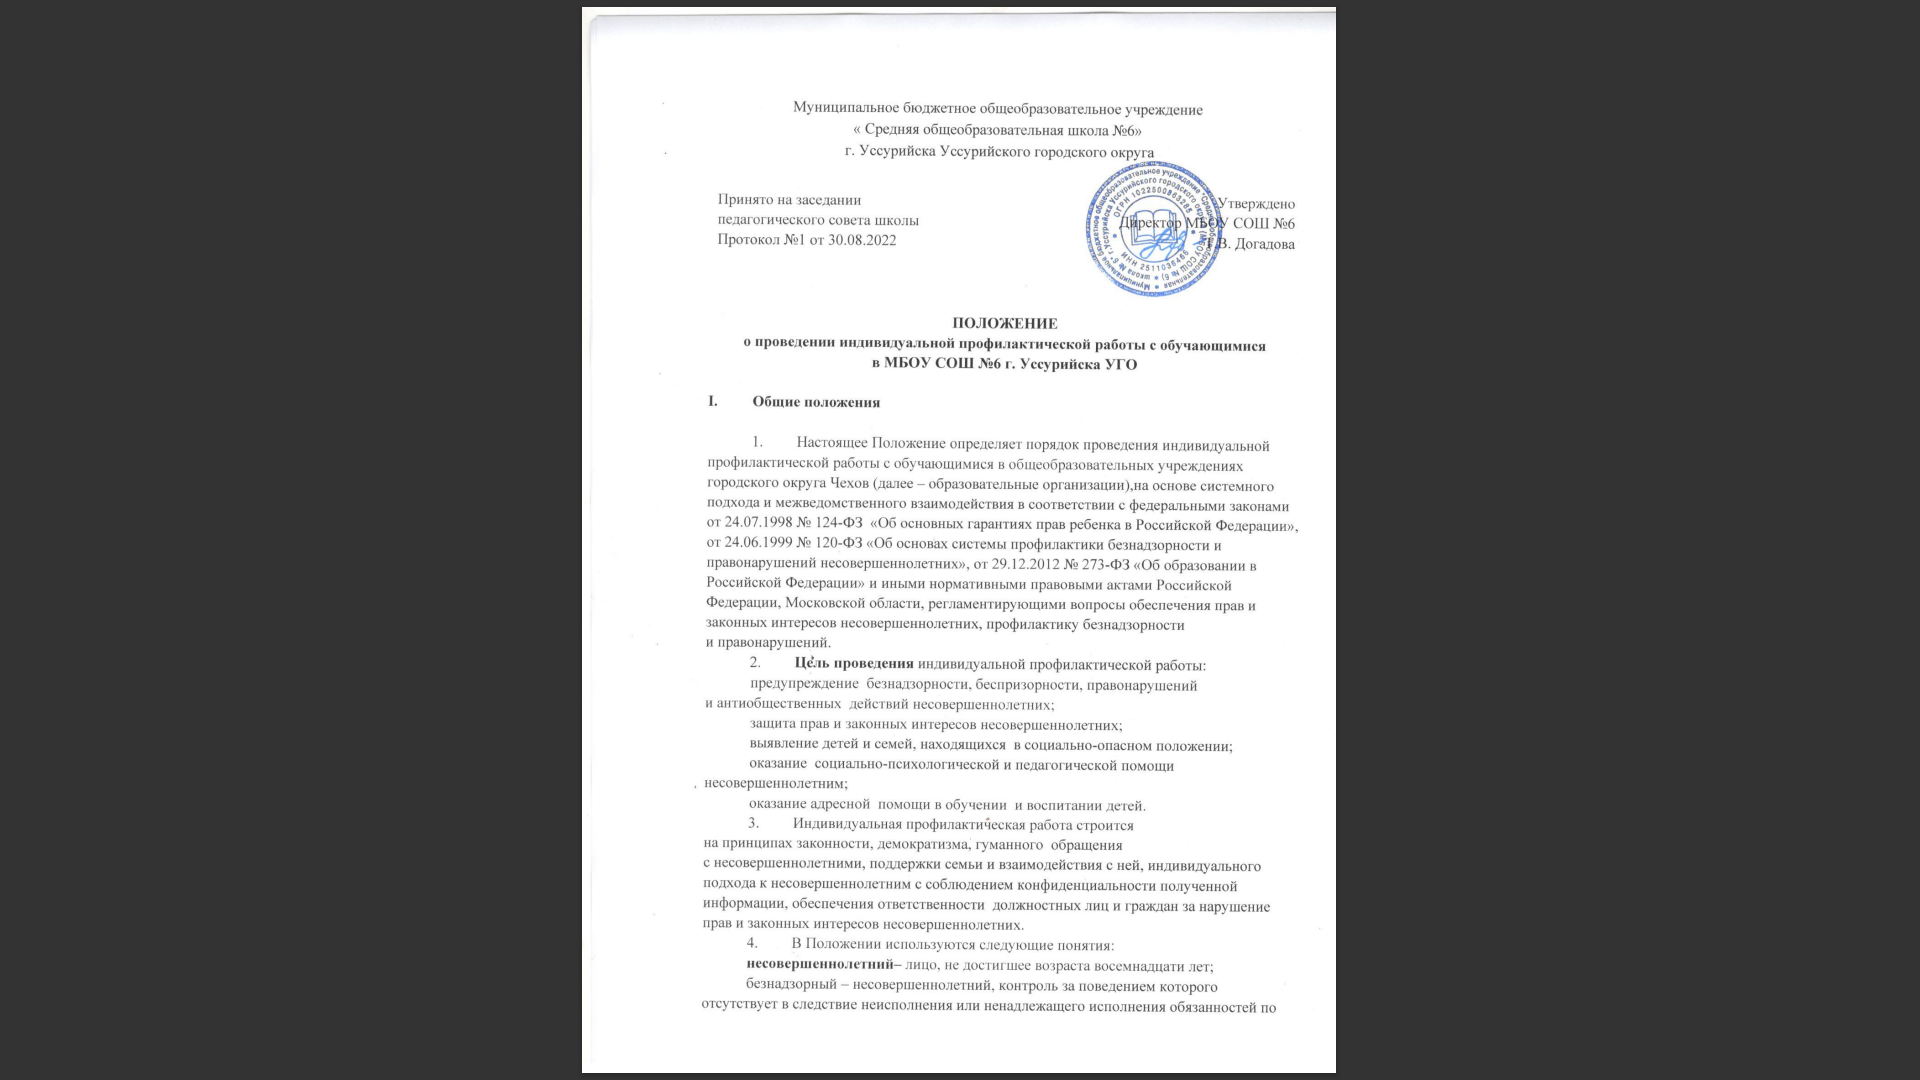 Муниципальное бюджетное общеобразовательное учреждение
« Средняя общеобразовательная школа №6»
г. Уссурийска Уссурийского городского округа
Принято на заседании
педагогического совета школы
Протокол №1 от 30.08.2022
Утверждено
Директор МБОУ СОШ №6
В. Догадова
ПОЛОЖЕНИЕ
о проведении индивидуальной профилактической работы с обучающимися
в МБОУ СОШ №6 г. Уссурийска УГО
I. Общие положения
1. Настоящее Положение определяет порядок проведения индивидуальной
профилактической работы с обучающимися в общеобразовательных учреждениях
городского округа Чехов (далее – образовательные организации),на основе системного
подхода и межведомственного взаимодействия в соответствии с федеральными законами
от 24.07.1998 № 124-ФЗ «Об основных гарантиях прав ребенка в Российской Федерации»,
от 24.06.1999 № 120-ФЗ «Об основах системы профилактики безнадзорности и
правонарушений несовершеннолетних», от 29.12.2012 № 273-ФЗ «Об образовании в
Российской Федерации» и иными нормативными правовыми актами Российской
Федерации, Московской области, регламентирующими вопросы обеспечения прав и
законных интересов несовершеннолетних, профилактику безнадзорности
и правонарушений.
2. Цель проведения индивидуальной профилактической работы:
предупреждение безнадзорности, беспризорности, правонарушений
и антиобщественных действий несовершеннолетних;
защита прав и законных интересов несовершеннолетних;
выявление детей и семей, находящихся в социально-опасном положении;
оказание социально-психологической и педагогической помощи
несовершеннолетним;
оказание адресной помощи в обучении и воспитании детей.
3. Индивидуальная профилактическая работа строится
на принципах законности, демократизма, гуманного обращения
с несовершеннолетними, поддержки семьи и взаимодействия с ней, индивидуального
подхода к несовершеннолетним с соблюдением конфиденциальности полученной
информации, обеспечения ответственности должностных лиц и граждан за нарушение
прав и законных интересов несовершеннолетних.
4. В Положении используются следующие понятия:
несовершеннолетний– лицо, не достигшее возраста восемнадцати лет;
безнадзорный – несовершеннолетний, контроль за поведением которого
отсутствует в следствие неисполнения или ненадлежащего исполнения обязанностей по